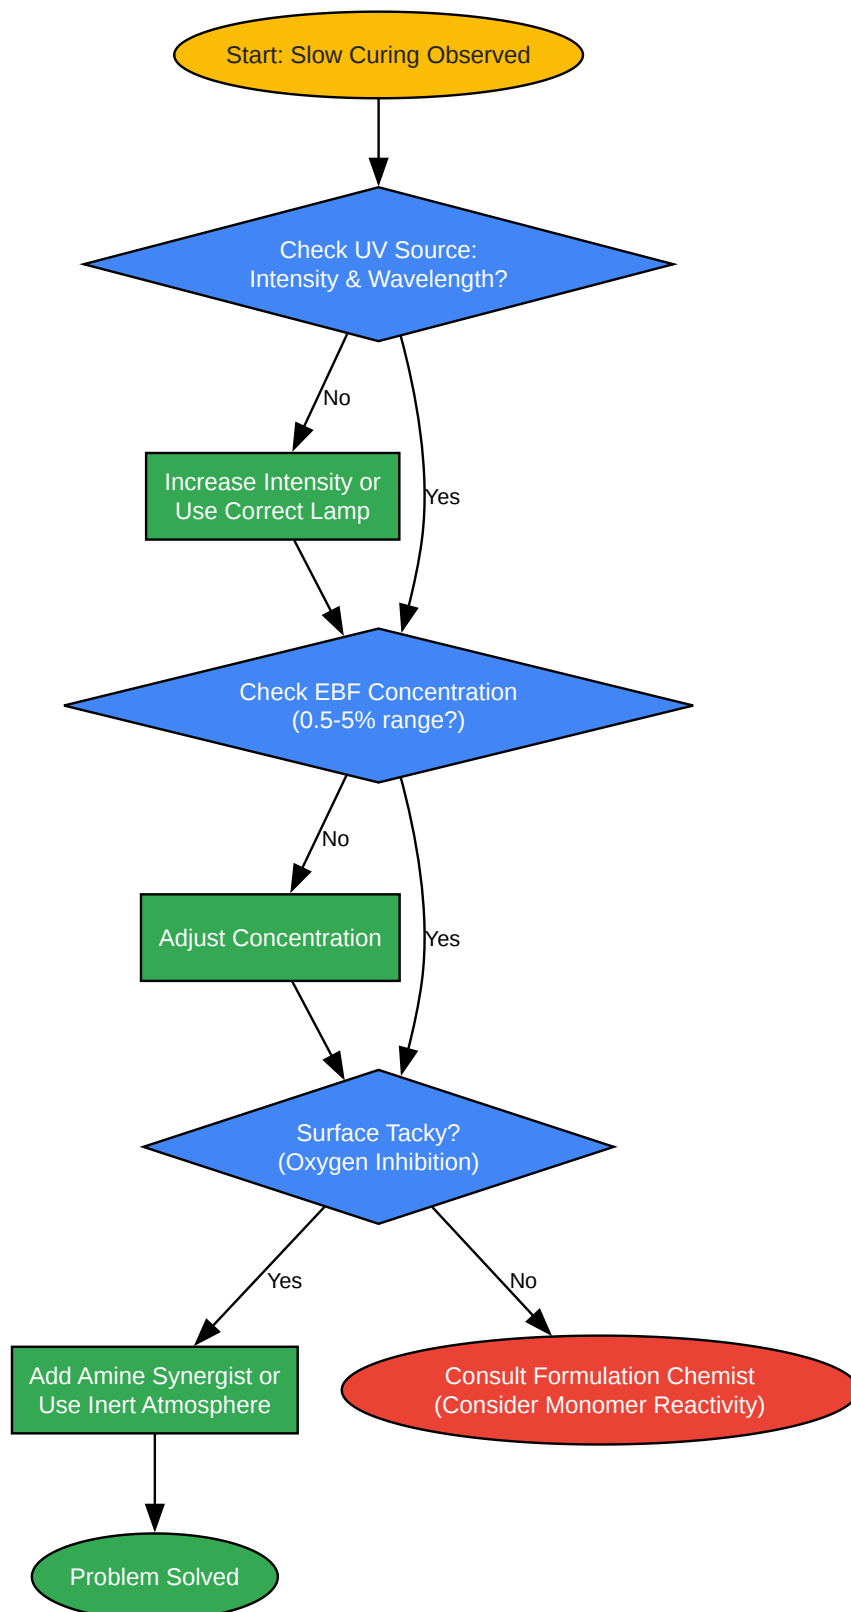 Start: Slow Curing Observed
Check UV Source:
Intensity & Wavelength?
No
Increase Intensity or
Use Correct Lamp
Yes
Check EBF Concentration
(0.5-5% range?)
No
Adjust Concentration
Yes
Surface Tacky?
(Oxygen Inhibition)
Yes
No
Add Amine Synergist or
Use Inert Atmosphere
Consult Formulation Chemist
(Consider Monomer Reactivity)
Problem Solved